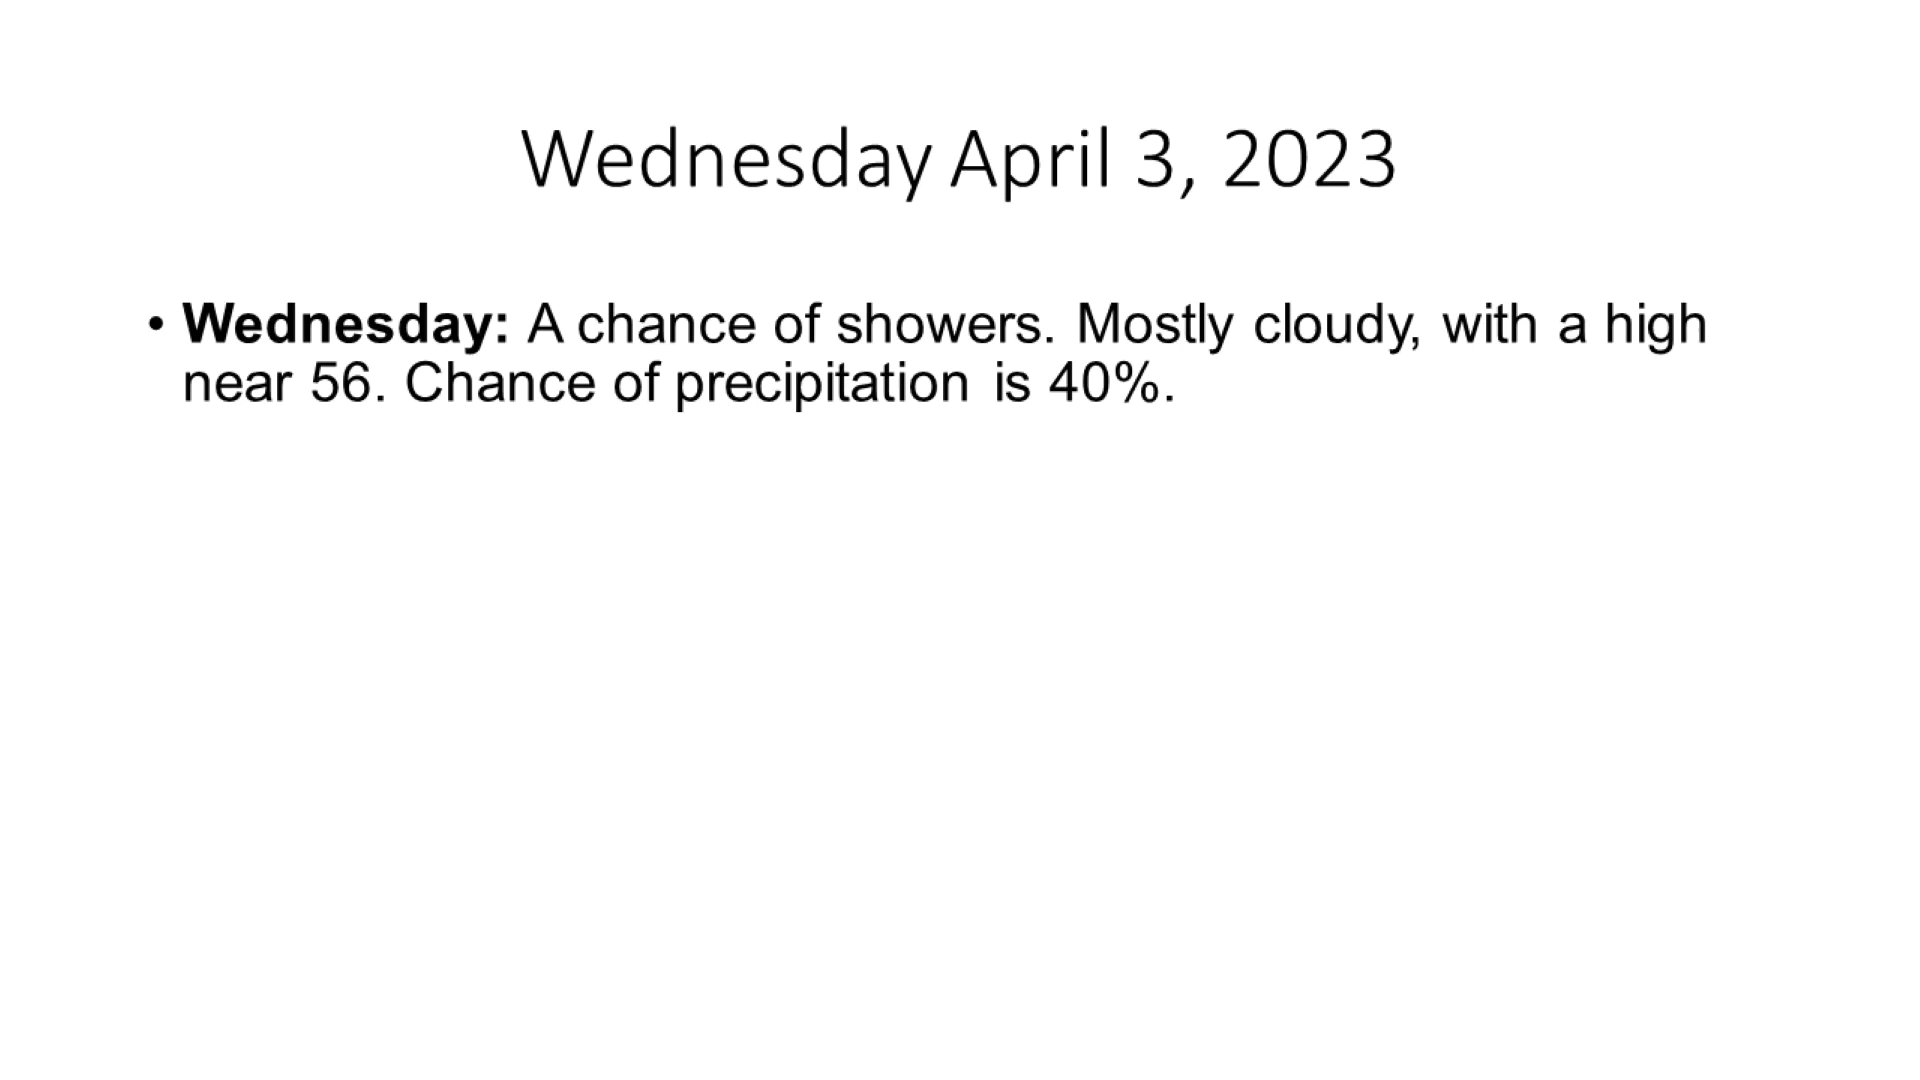 Wednesday April 3, 2023
• Wednesday: A chance of showers. Mostly cloudy, with a high
near 56. Chance of precipitation is 40%.